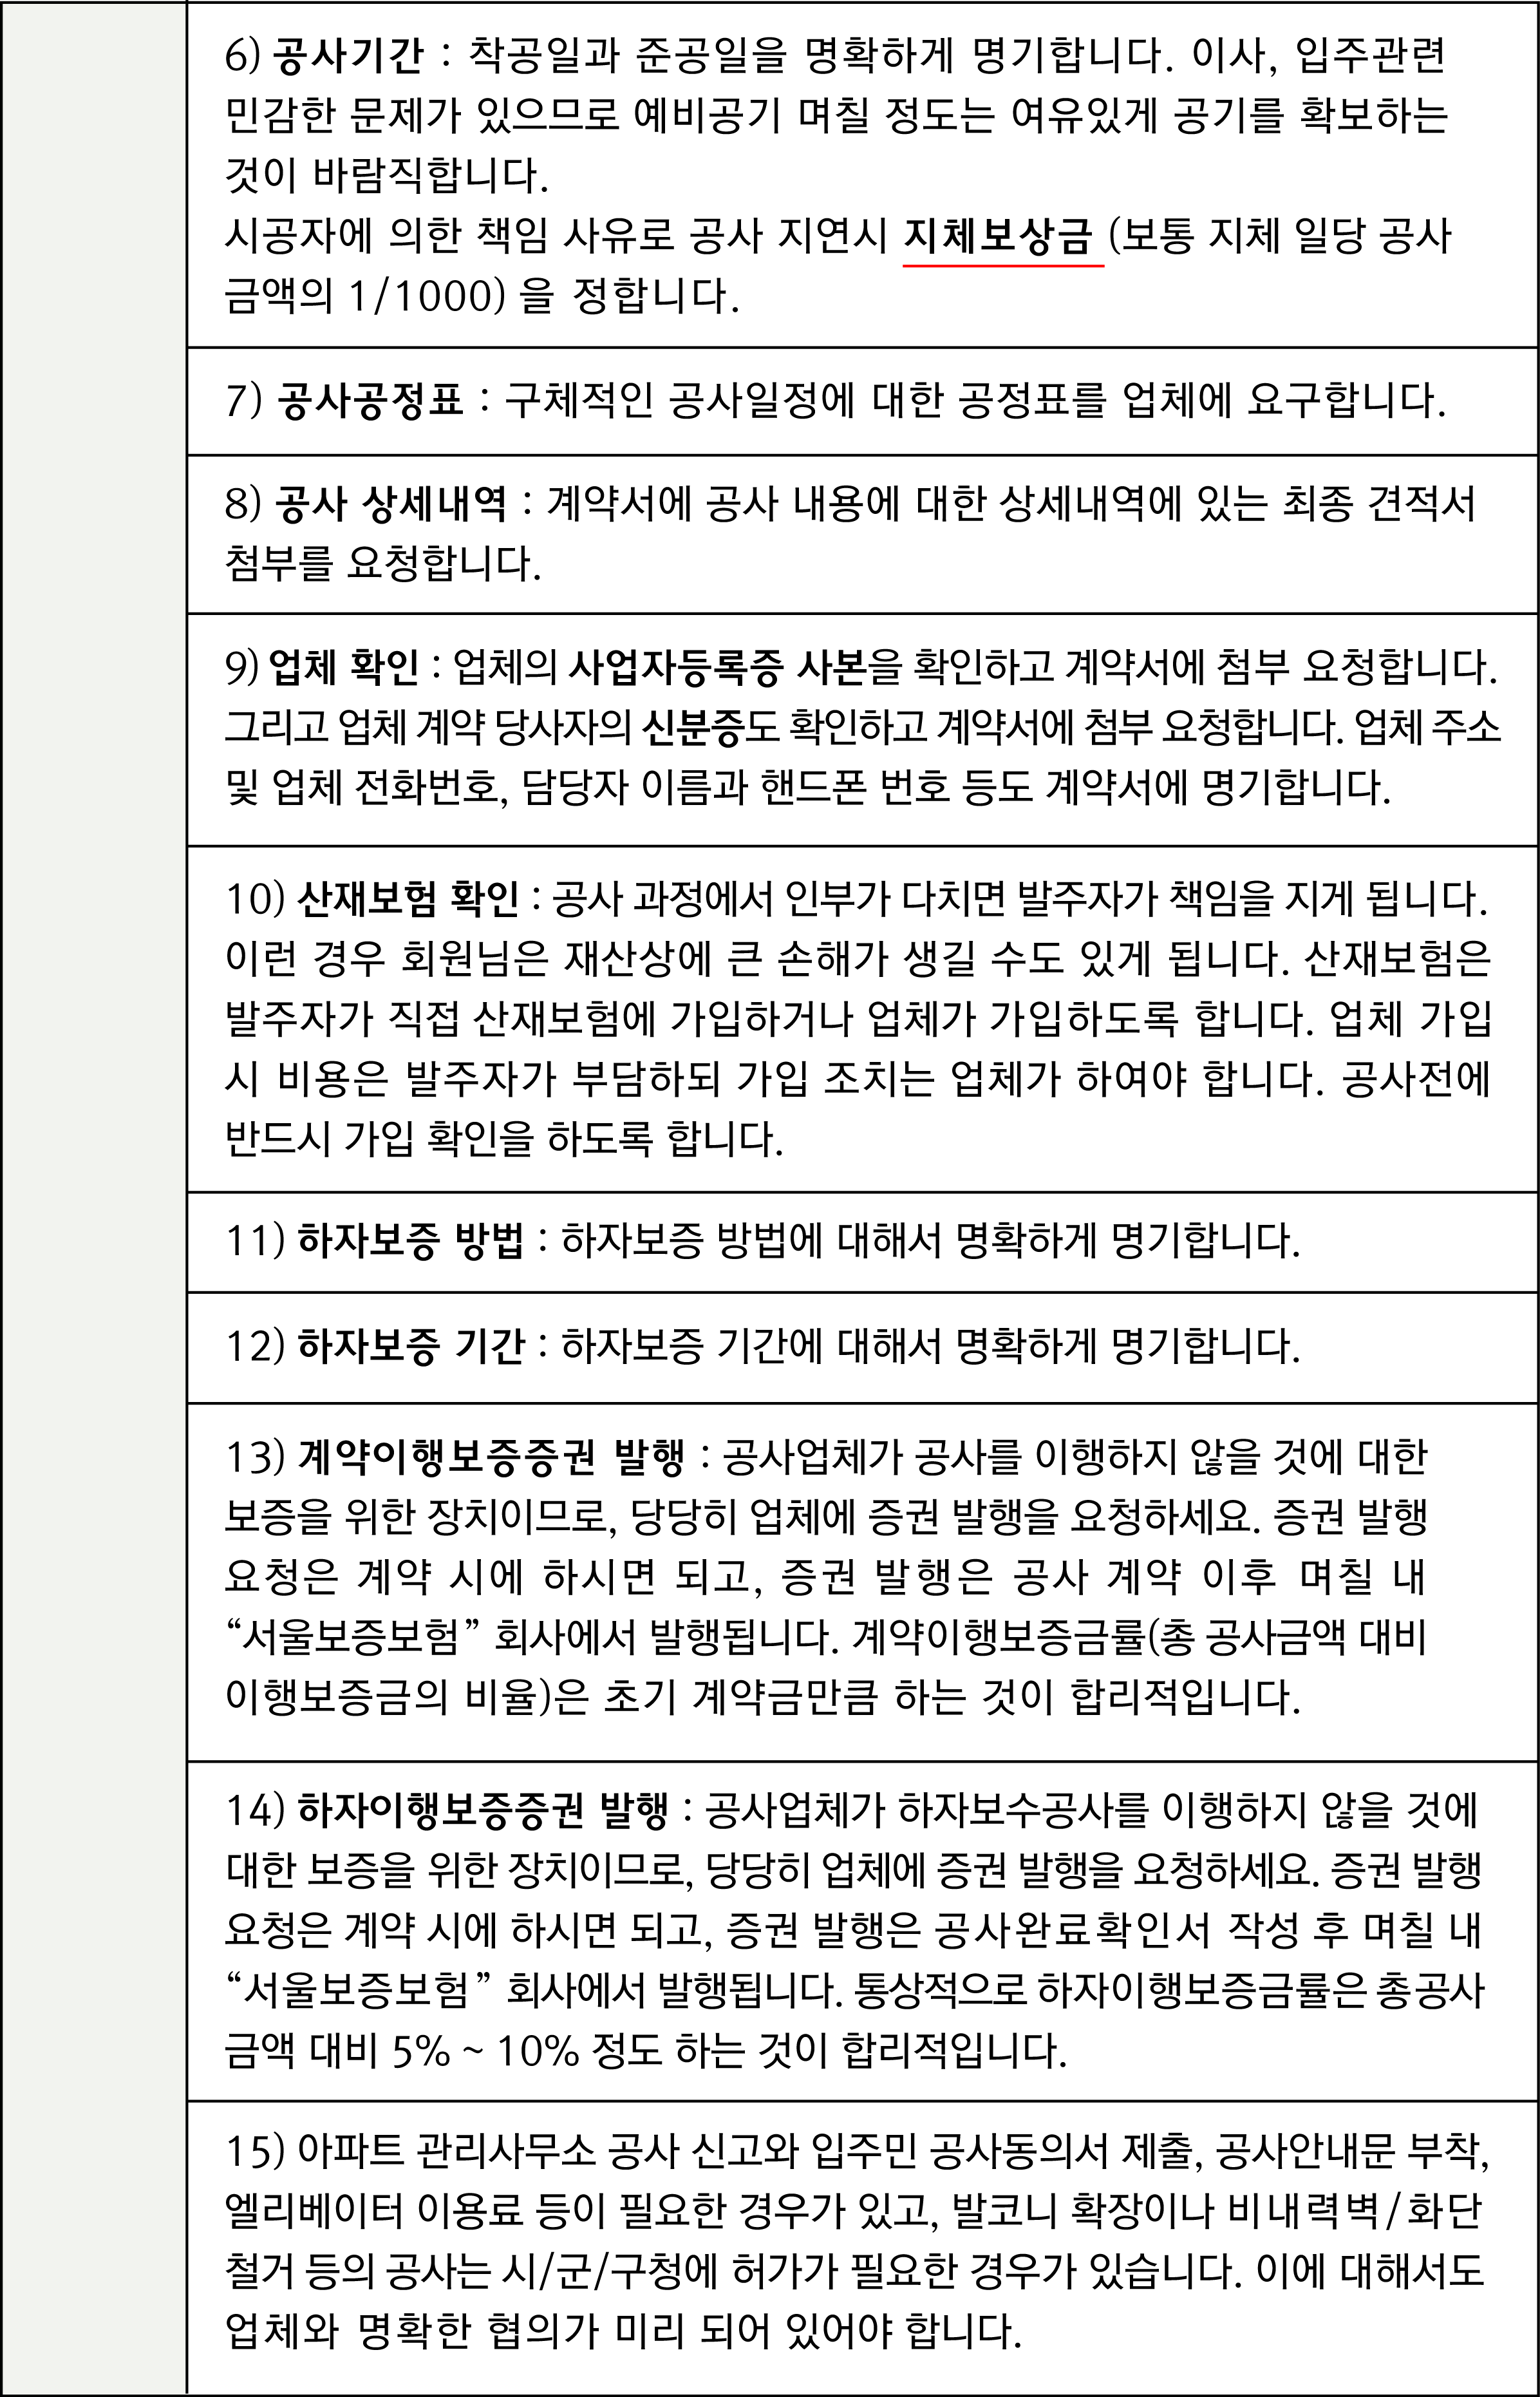 6) 공사기간 : 착공일과 준공일을 명확하게 명기합니다. 이사, 입주관련
민감한 문제가 있으므로 예비공기 며칠 정도는 여유있게 공기를 확보하는
것이 바람직합니다.
시공자에 의한 책임 사유로 공사 지연시 지체보상금 (보통 지체 일당 공사
금액의 1/1000) 을 정합니다.
7) 공사공정표 : 구체적인 공사일정에 대한 공정표를 업체에 요구합니다.
8) 공사 상세내역 : 계약서에 공사 내용에 대한 상세내역에 있는 최종 견적서
첨부를 요청합니다.
9) 업체 확인 : 업체의 사업자등록증 사본을 확인하고 계약서에 첨부 요청합니다.
그리고 업체 계약 당사자의 신분증도 확인하고 계약서에 첨부 요청합니다. 업체 주소
및 업체 전화번호, 담당자 이름과 핸드폰 번호 등도 계약서에 명기합니다.
10) 산재보험 확인 : 공사 과정에서 인부가 다치면 발주자가 책임을 지게 됩니다.
이런 경우 회원님은 재산상에 큰 손해가 생길 수도 있게 됩니다. 산재보험은
발주자가 직접 산재보험에 가입하거나 업체가 가입하도록 합니다. 업체 가입
시 비용은 발주자가 부담하되 가입 조치는 업체가 하여야 합니다. 공사전에
반드시 가입 확인을 하도록 합니다.
11) 하자보증 방법 : 하자보증 방법에 대해서 명확하게 명기합니다.
12) 하자보증 기간 : 하자보증 기간에 대해서 명확하게 명기합니다.
13) 계약이행보증증권 발행 : 공사업체가 공사를 이행하지 않을 것에 대한
보증을 위한 장치이므로, 당당히 업체에 증권 발행을 요청하세요. 증권 발행
요청은 계약 시에 하시면 되고, 증권 발행은 공사 계약 이후 며칠 내
“서울보증보험” 회사에서 발행됩니다. 계약이행보증금률(총 공사금액 대비
이행보증금의 비율)은 초기 계약금만큼 하는 것이 합리적입니다.
14) 하자이행보증증권 발행 : 공사업체가 하자보수공사를 이행하지 않을 것에
대한 보증을 위한 장치이므로, 당당히 업체에 증권 발행을 요청하세요. 증권 발행
요청은 계약 시에 하시면 되고, 증권 발행은 공사완료확인서 작성 후 며칠 내
“서울보증보험” 회사에서 발행됩니다. 통상적으로 하자이행보증금률은 총공사
금액 대비 5% ~ 10% 정도 하는 것이 합리적입니다.
15) 아파트 관리사무소 공사 신고와 입주민 공사동의서 제출, 공사안내문 부착,
엘리베이터 이용료 등이 필요한 경우가 있고, 발코니 확장이나 비내력벽/화단
철거 등의 공사는 시/군/구청에 허가가 필요한 경우가 있습니다. 이에 대해서도
업체와 명확한 협의가 미리 되어 있어야 합니다.